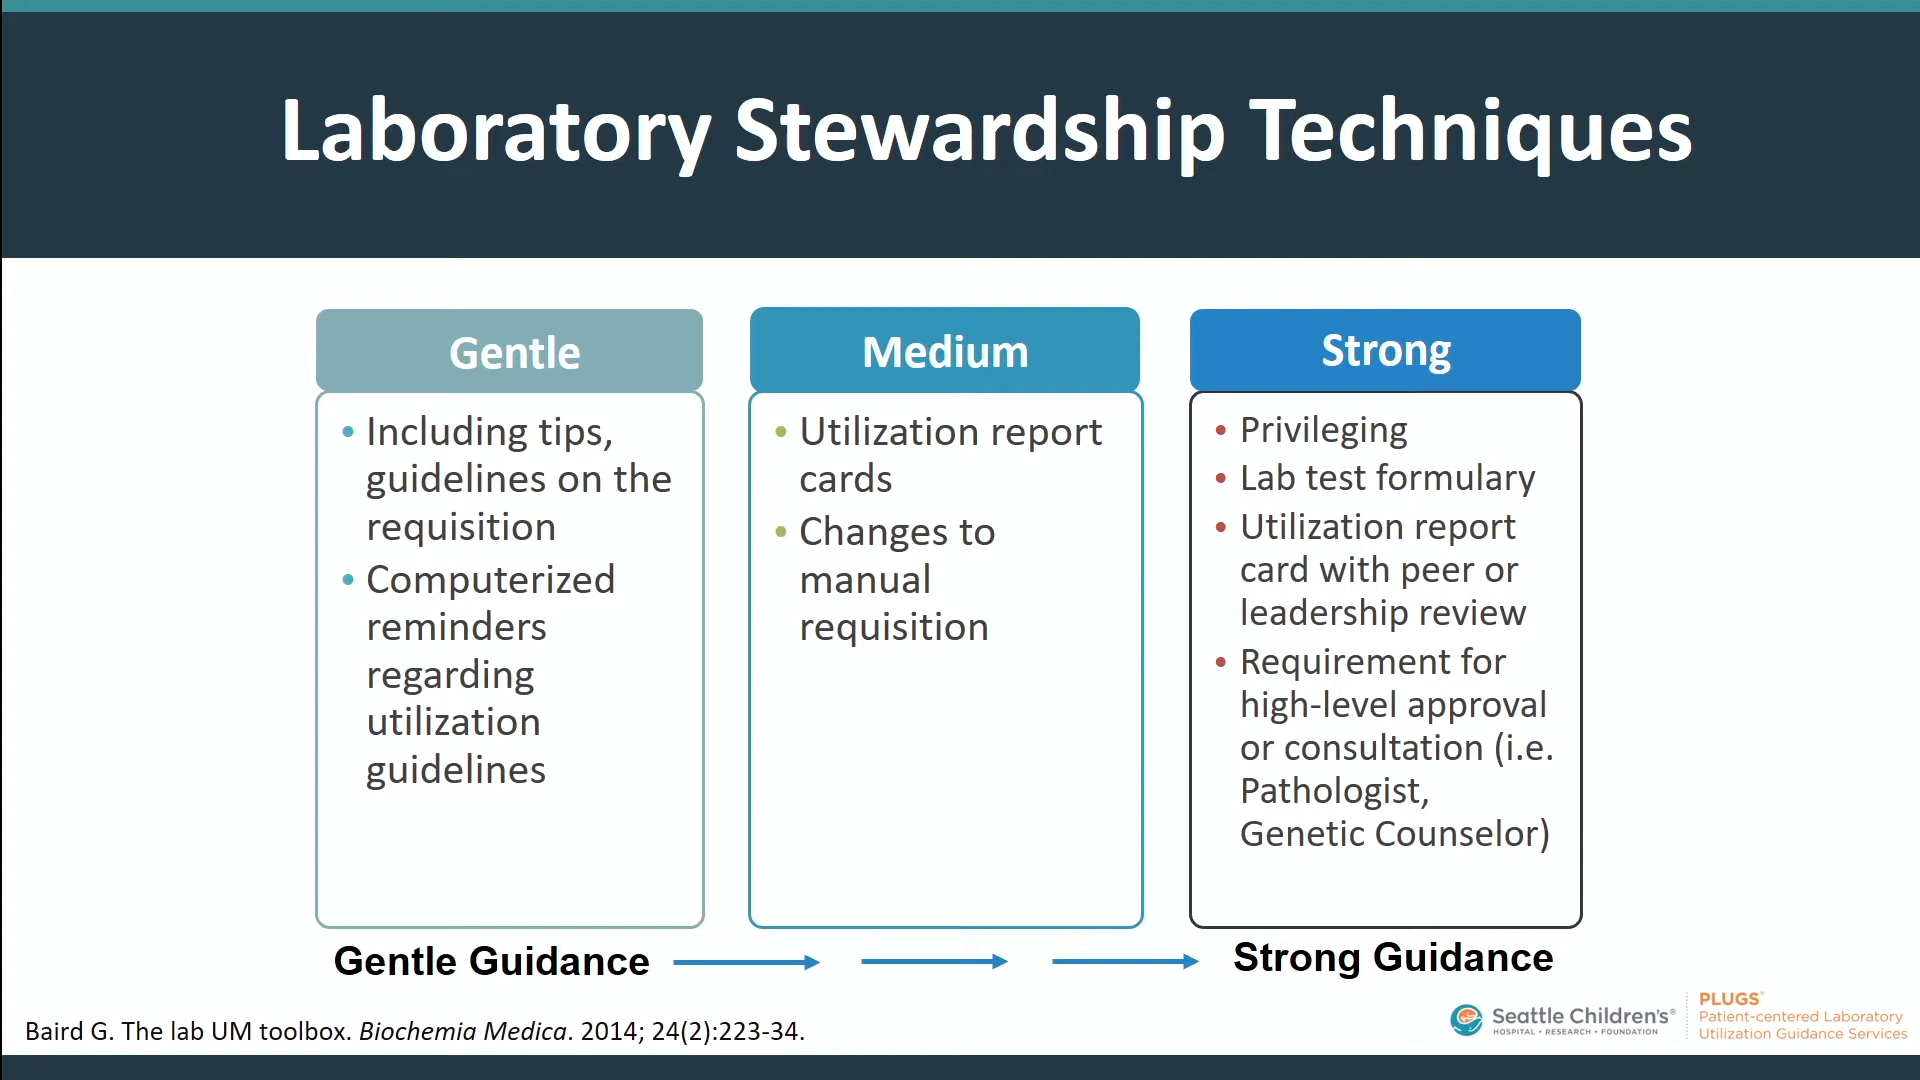 Laboratory Stewardship Techniques
Gentle
• Including tips,
guidelines on the
requisition
• Computerized
reminders
regarding
utilization
guidelines
Medium
• Utilization report
cards
• Changes to
manual
requisition
Strong
• Privileging
• Lab test formulary
• Utilization report
card with peer or
leadership review
• Requirement for
high-level approval
or consultation (i.e.
Pathologist,
Genetic Counselor)
Gentle Guidance
Strong Guidance
Baird G. The lab UM toolbox. Biochemia Medica. 2014; 24(2):223-34.
Seattle Children's®
HOSPITAL • RESEARCH • FOUNDATION
PLUGS®
Patient-centered Laboratory
Utilization Guidance Services